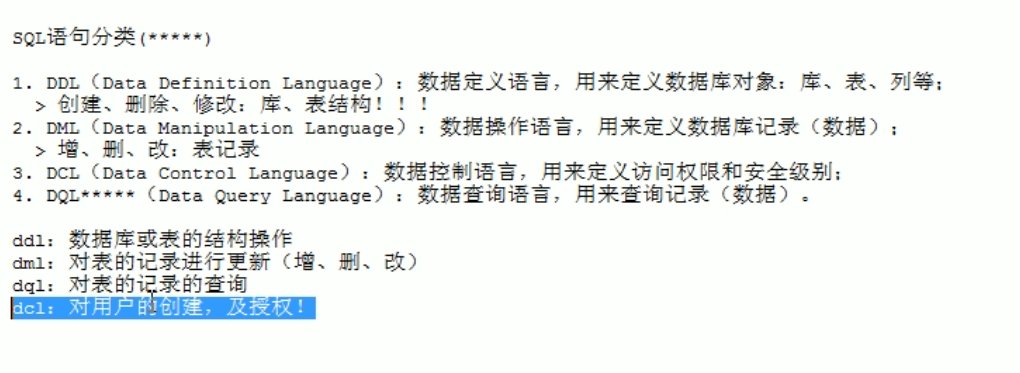 SQL语句分类(*****)
1. DDL（Data Definition Language）：数据定义语言，用来定义数据库对象：库、表、列等；
> 创建、删除、修改：库、表结构！！！
2. DML（Data Manipulation Language）：数据操作语言，用来定义数据库记录（数据）；
> 增、删、改：表记录
3. DCL（Data Control Language）：数据控制语言，用来定义访问权限和安全级别；
4. DQL*****（Data Query Language）：数据查询语言，用来查询记录（数据）。
ddl：数据库或表的结构操作
dml：对表的记录进行更新（增、删、改）
dql：对表的记录的查询
dcl：对用户的创建，及授权！